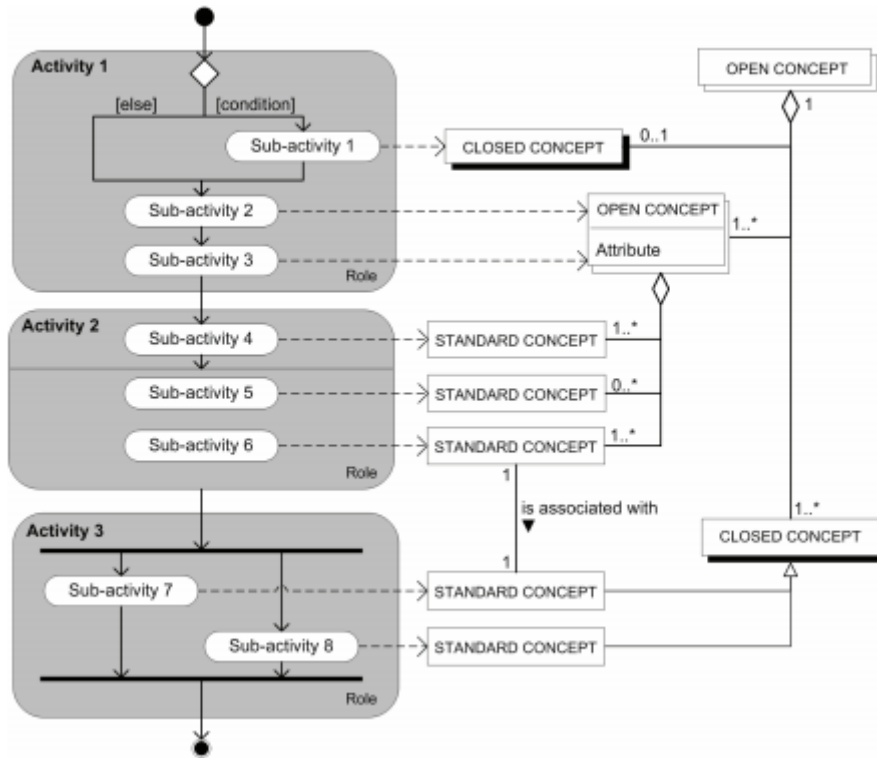 Activity 1
OPEN CONCEPT
[else]
[condition]
1
Sub-activity 1
CLOSED CONCEPT
0..1
Sub-activity 2
OPEN CONCEPT
1..*
Sub-activity 3
Attribute
Role
Activity 2
Sub-activity 4
STANDARD CONCEPT
1..*
Sub-activity 5
STANDARD CONCEPT
0..*
Sub-activity 6
STANDARD CONCEPT
1..*
Role
1
is associated with
1..*
Activity 3
CLOSED CONCEPT
1
Sub-activity 7
STANDARD CONCEPT
Sub-activity 8
STANDARD CONCEPT
Role